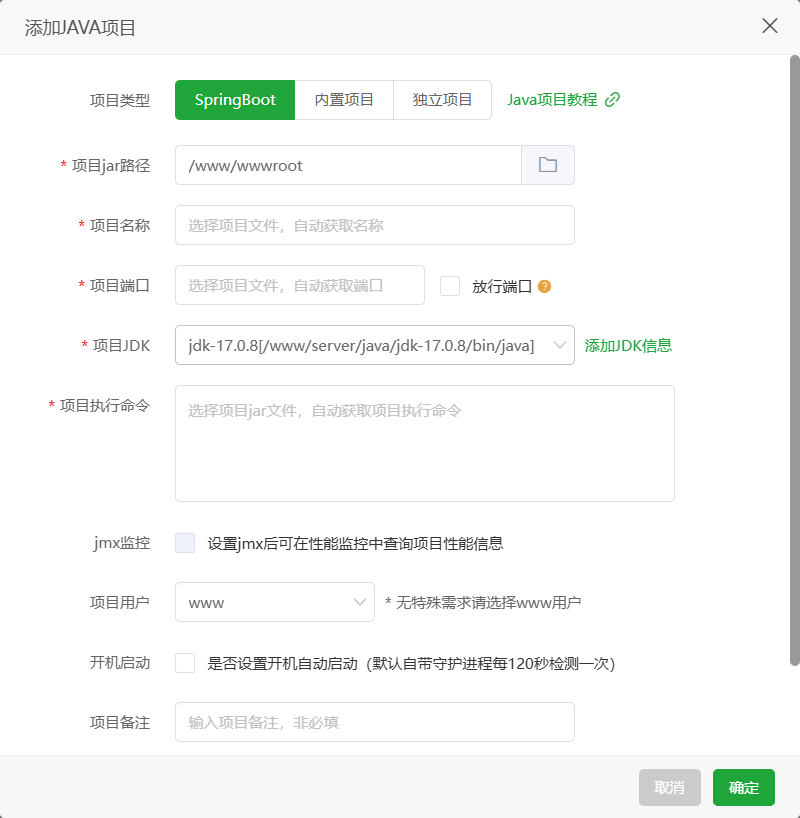 添加JAVA项目
项目类型 SpringBoot 内置项目 独立项目 Java项目教程
* 项目jar路径 /www/wwwroot
* 项目名称 选择项目文件，自动获取名称
* 项目端口 选择项目文件，自动获取端口 放行端口 ?
* 项目JDK jdk-17.0.8[/www/server/java/jdk-17.0.8/bin/java] 添加JDK信息
* 项目执行命令 选择项目jar文件，自动获取项目执行命令
jmx监控 设置jmx后可在性能监控中查询项目性能信息
项目用户 www * 无特殊需求请选择www用户
开机启动 是否设置开机自动启动（默认自带守护进程每120秒检测一次）
项目备注 输入项目备注，非必填
取消 确定